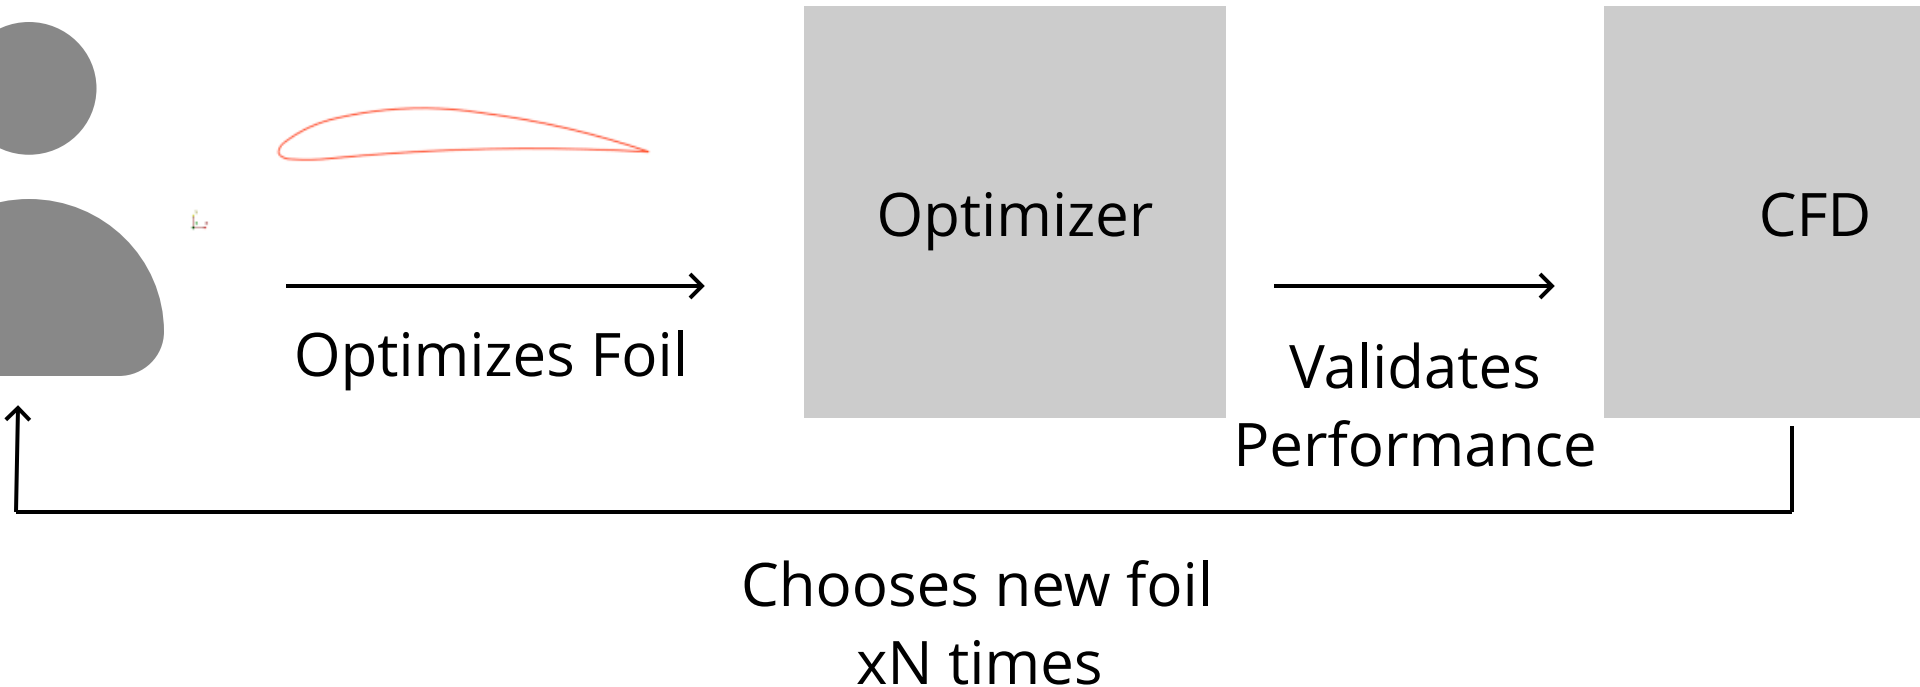 Optimizer
CFD
Optimizes Foil
Validates
Performance
Chooses new foil
xN times